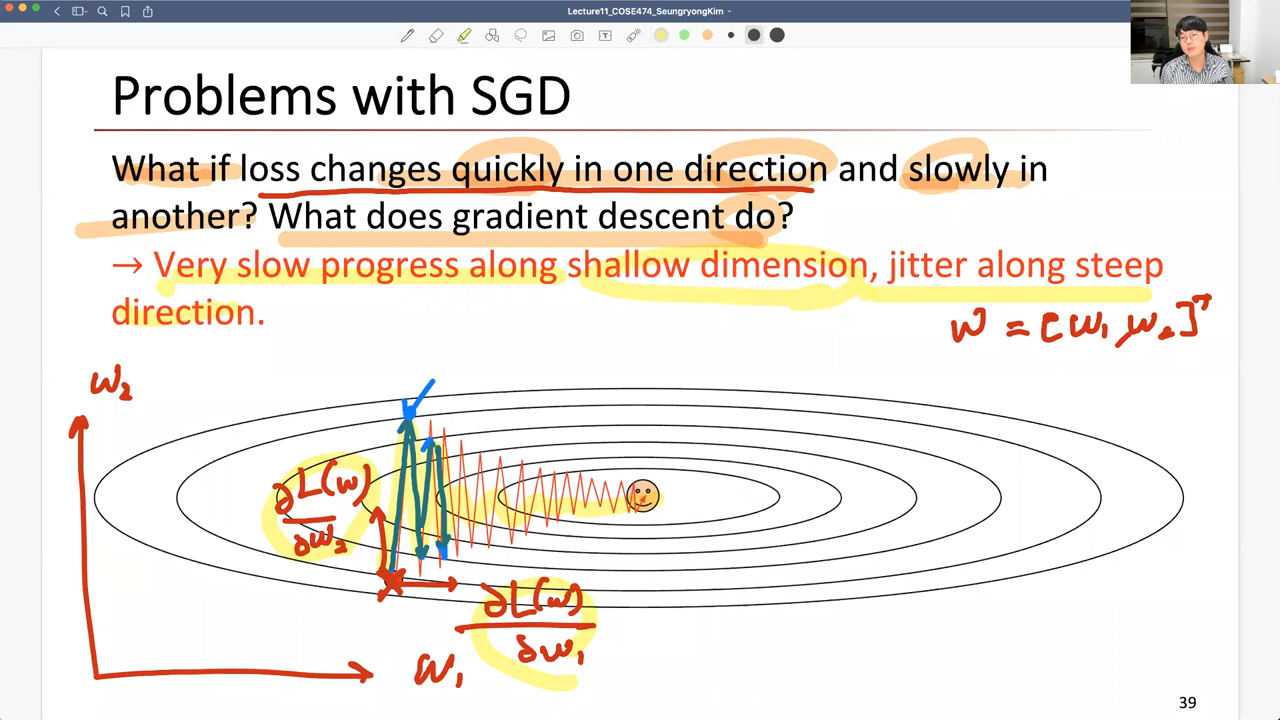 Lecture11_COSE474_SeungryongKim
Problems with SGD
What if loss changes quickly in one direction and slowly in
another? What does gradient descent do?
→ Very slow progress along shallow dimension, jitter along steep
direction.
W = [W₁, W₂]ᵀ
W₂
∂L(w)
∂W₂
∂L(w)
∂W₁
W₁
39